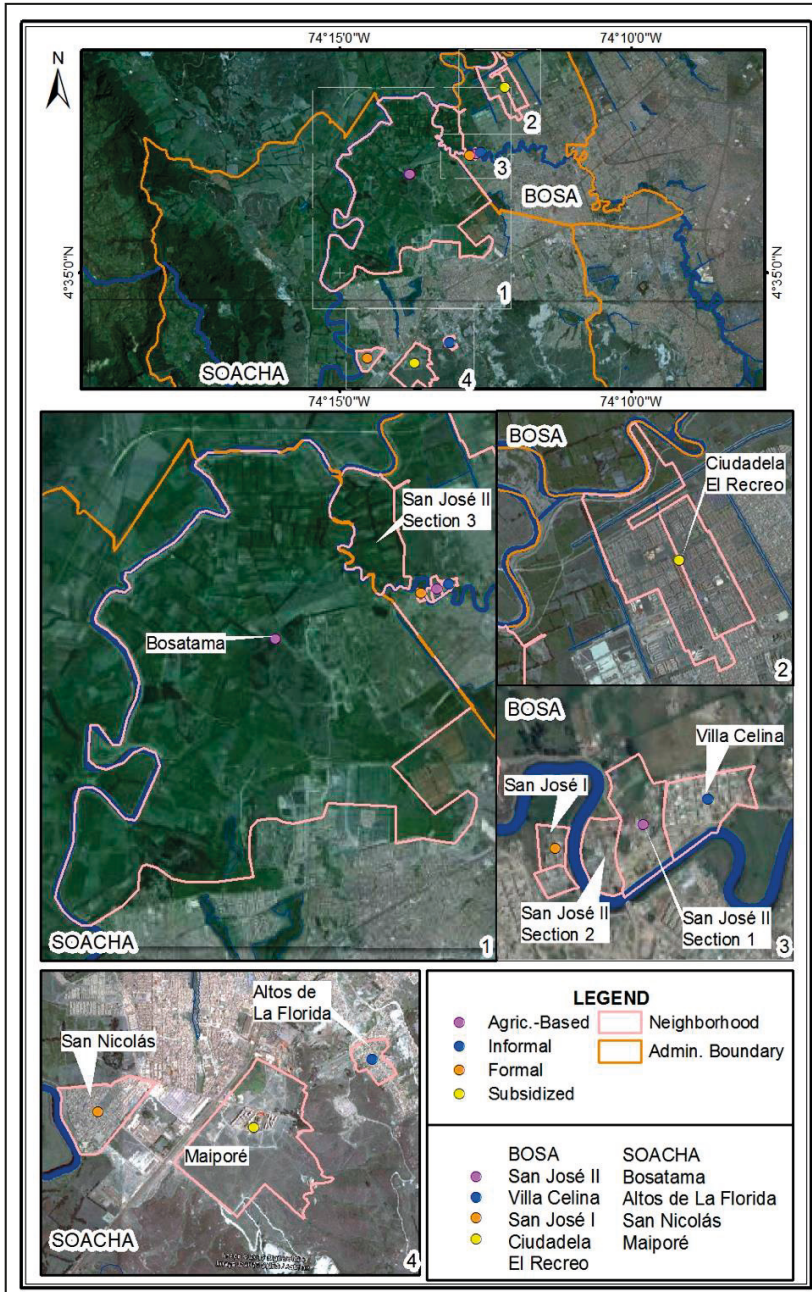 74°15'0"W
74°10'0"W
N
2
3
BOSA
4°35'0"N
4°35'0"N
1
SOACHA
4
74°15'0"W
74°10'0"W
San José II
Section 3
Bosatama
SOACHA
1
BOSA
Ciudadela
El Recreo
2
BOSA
Villa Celina
San José I
San José II
Section 2
San José II
Section 1
3
Altos de
La Florida
San Nicolás
Maiporé
SOACHA
4
LEGEND
Agric.-Based
Informal
Formal
Subsidized
Neighborhood
Admin. Boundary
BOSA SOACHA
San José II Bosatama
Villa Celina Altos de La Florida
San José I San Nicolás
Ciudadela Maiporé
El Recreo